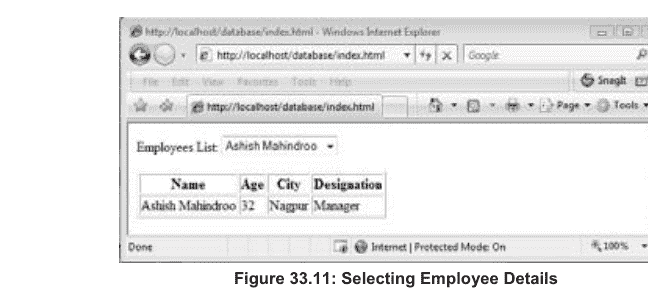 http://localhost/database/index.html - Windows Internet Explorer
http://localhost/database/index.html Google
File Edit View Favorites Tools Help SnagIt
http://localhost/database/index.html Page Tools
Employees List: Ashish Mahindroo
Name Age City Designation
Ashish Mahindroo 32 Nagpur Manager
Done Internet | Protected Mode: On 100%
Figure 33.11: Selecting Employee Details